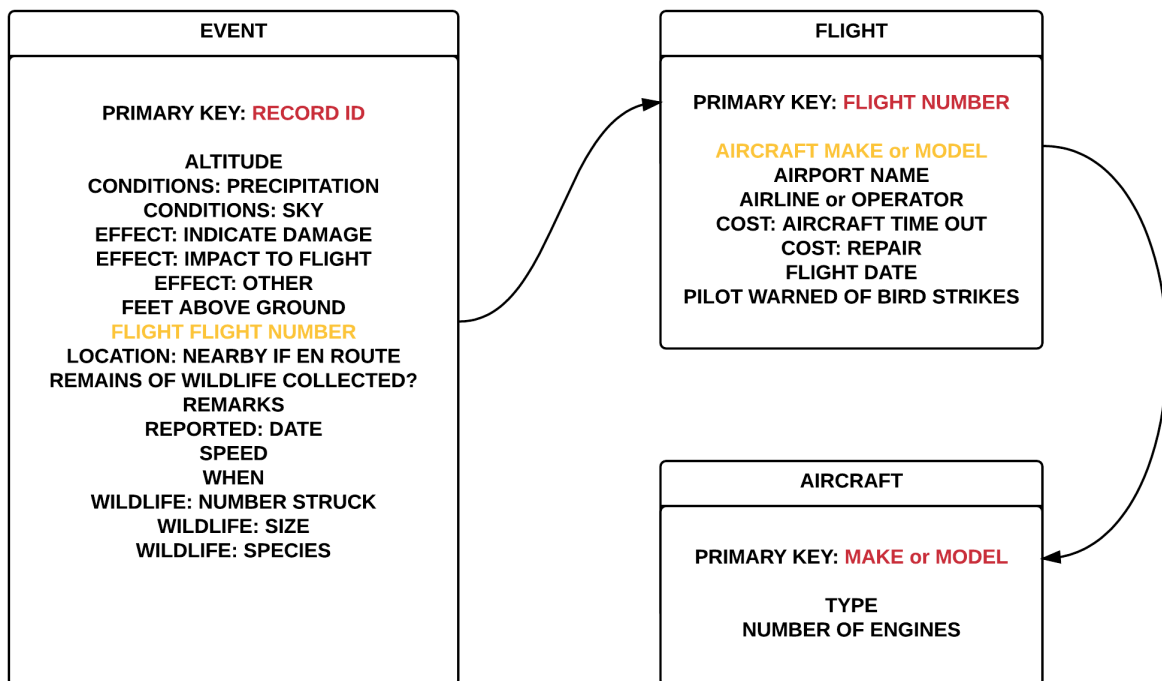 EVENT
PRIMARY KEY: RECORD ID
ALTITUDE
CONDITIONS: PRECIPITATION
CONDITIONS: SKY
EFFECT: INDICATE DAMAGE
EFFECT: IMPACT TO FLIGHT
EFFECT: OTHER
FEET ABOVE GROUND
FLIGHT FLIGHT NUMBER
LOCATION: NEARBY IF EN ROUTE
REMAINS OF WILDLIFE COLLECTED?
REMARKS
REPORTED: DATE
SPEED
WHEN
WILDLIFE: NUMBER STRUCK
WILDLIFE: SIZE
WILDLIFE: SPECIES
FLIGHT
PRIMARY KEY: FLIGHT NUMBER
AIRCRAFT MAKE or MODEL
AIRPORT NAME
AIRLINE or OPERATOR
COST: AIRCRAFT TIME OUT
COST: REPAIR
FLIGHT DATE
PILOT WARNED OF BIRD STRIKES
AIRCRAFT
PRIMARY KEY: MAKE or MODEL
TYPE
NUMBER OF ENGINES